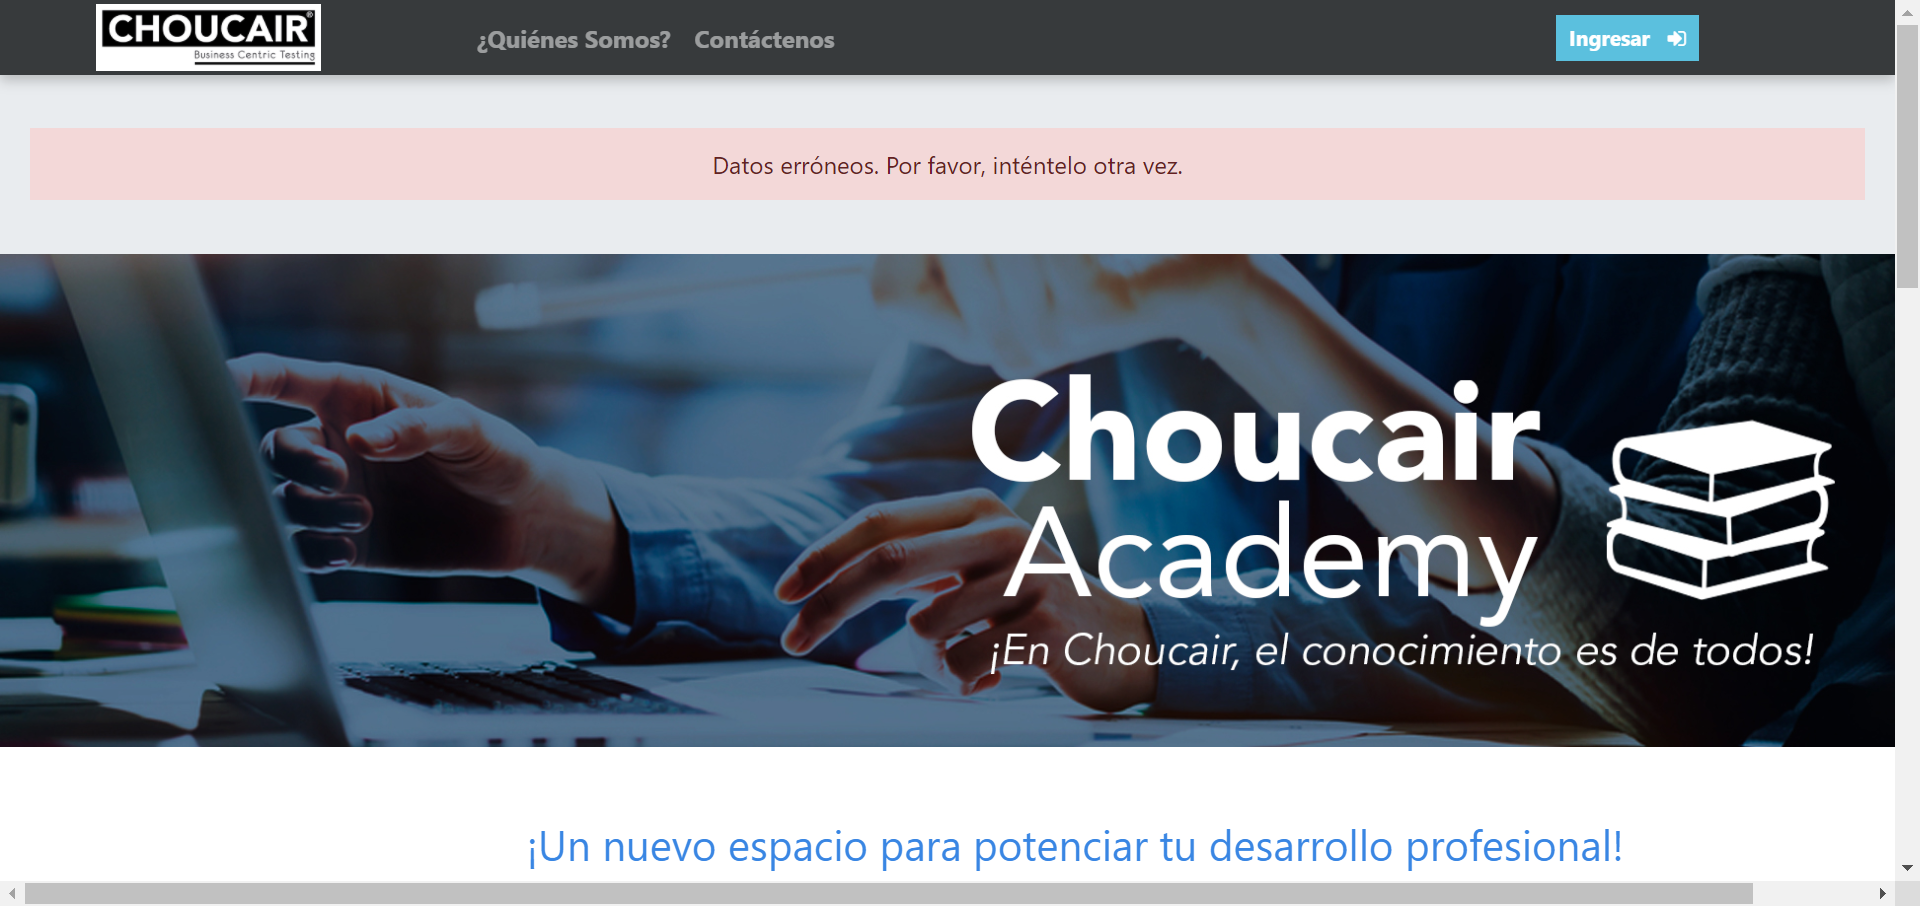 CHOUCAIR®
Business Centric Testing
¿Quiénes Somos?
Contáctenos
Ingresar
Datos erróneos. Por favor, inténtelo otra vez.
Choucair
Academy
¡En Choucair, el conocimiento es de todos!
¡Un nuevo espacio para potenciar tu desarrollo profesional!